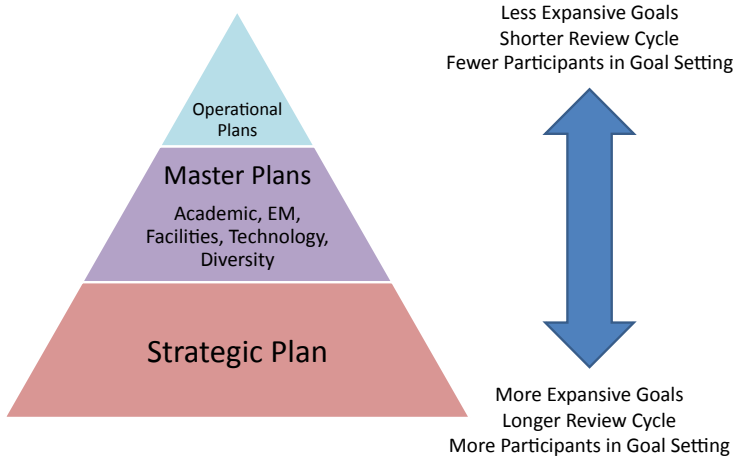 Less Expansive Goals
Shorter Review Cycle
Fewer Participants in Goal Setting
Operational
Plans
Master Plans
Academic, EM,
Facilities, Technology,
Diversity
Strategic Plan
More Expansive Goals
Longer Review Cycle
More Participants in Goal Setting